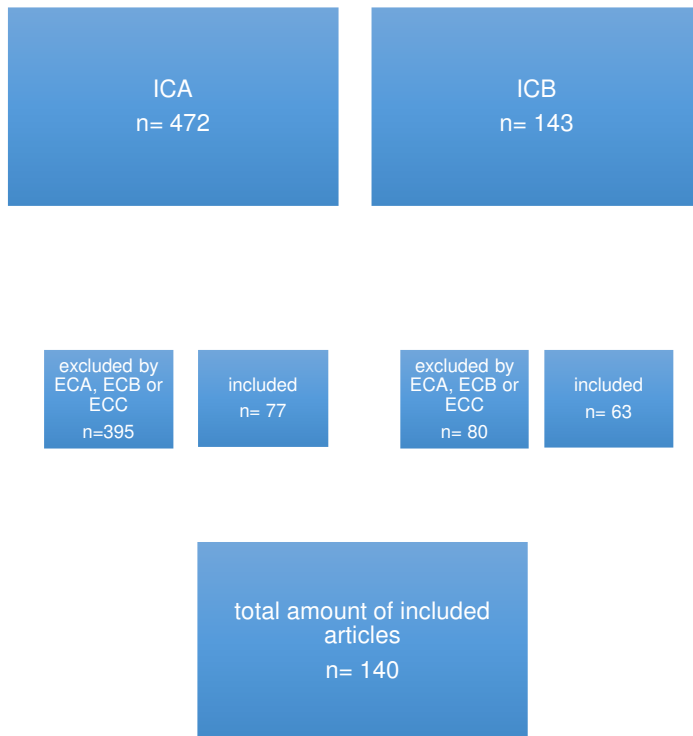 ICA
n= 472
ICB
n= 143
excluded by
ECA, ECB or
ECC
n=395
included
n= 77
excluded by
ECA, ECB or
ECC
n= 80
included
n= 63
total amount of included
articles
n= 140